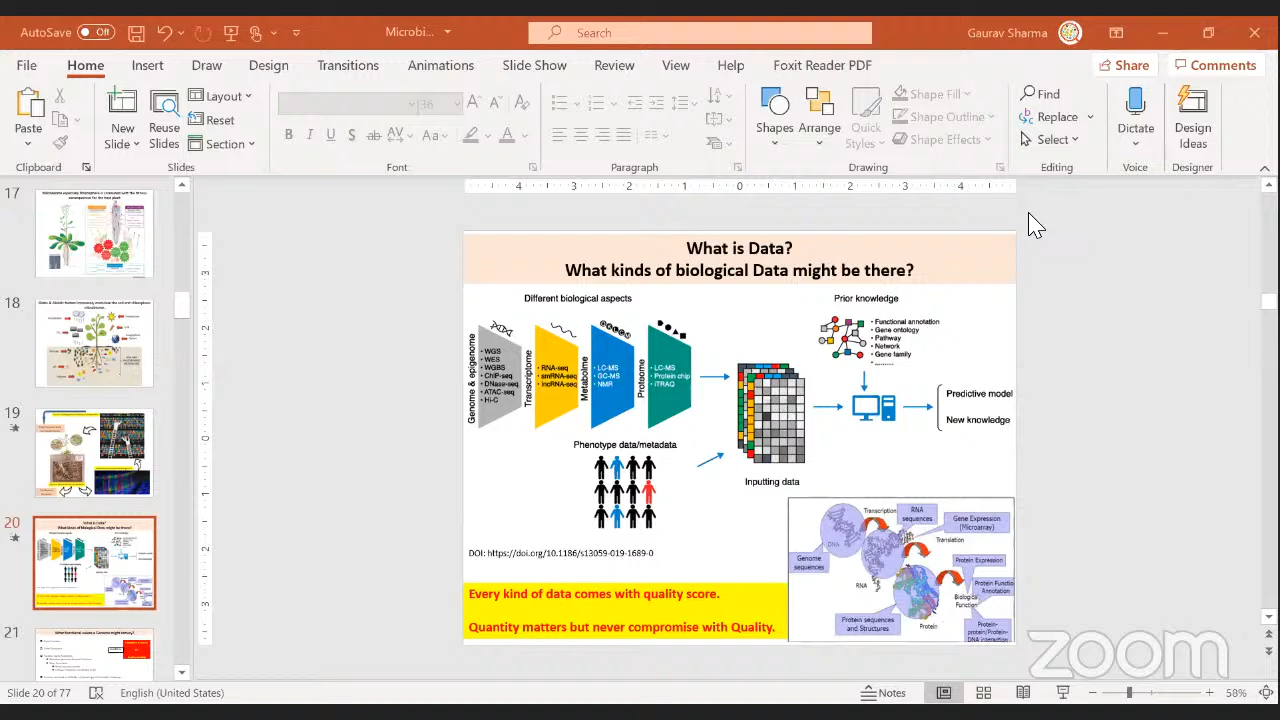 AutoSave Off Microbi... Search Gaurav Sharma
File Home Insert Draw Design Transitions Animations Slide Show Review View Help Foxit Reader PDF Share Comments
Paste
New Slide
Reuse Slides
Layout
Reset
Section
36
Shapes
Arrange
Quick Styles
Shape Fill
Shape Outline
Shape Effects
Find
Replace
Select
Dictate
Design Ideas
Clipboard Slides Font Paragraph Drawing Editing Voice Designer
17
18
19
20
21
What is Data?
What kinds of biological Data might be there?
Different biological aspects
Genome & epigenome
• WGS
• WES
• WGBS
• ChIP-seq
• DNase-seq
• ATAC-seq
• Hi-C
Transcriptome
• RNA-seq
• smRNA-seq
• lncRNA-seq
Metabolme
• LC-MS
• GC-MS
• NMR
Proteome
• LC-MS
• Protein chip
• iTRAQ
Phenotype data/metadata
Inputting data
Prior knowledge
• Functional annotation
• Gene ontology
• Pathway
• Network
• Gene family
• ........
Predictive model
New knowledge
DOI: https://doi.org/10.1186/s13059-019-1689-0
Every kind of data comes with quality score.
Quantity matters but never compromise with Quality.
Transcription
RNA sequences
Gene Expression (Microarray)
DNA
Translation
Genome sequences
Protein Expression
RNA
Protein Functio
Annotation
Biological Function
Protein sequences and Structures
Protein
Protein-protein/Protein-DNA interaction
zoom
Slide 20 of 77 English (United States) Notes 58%